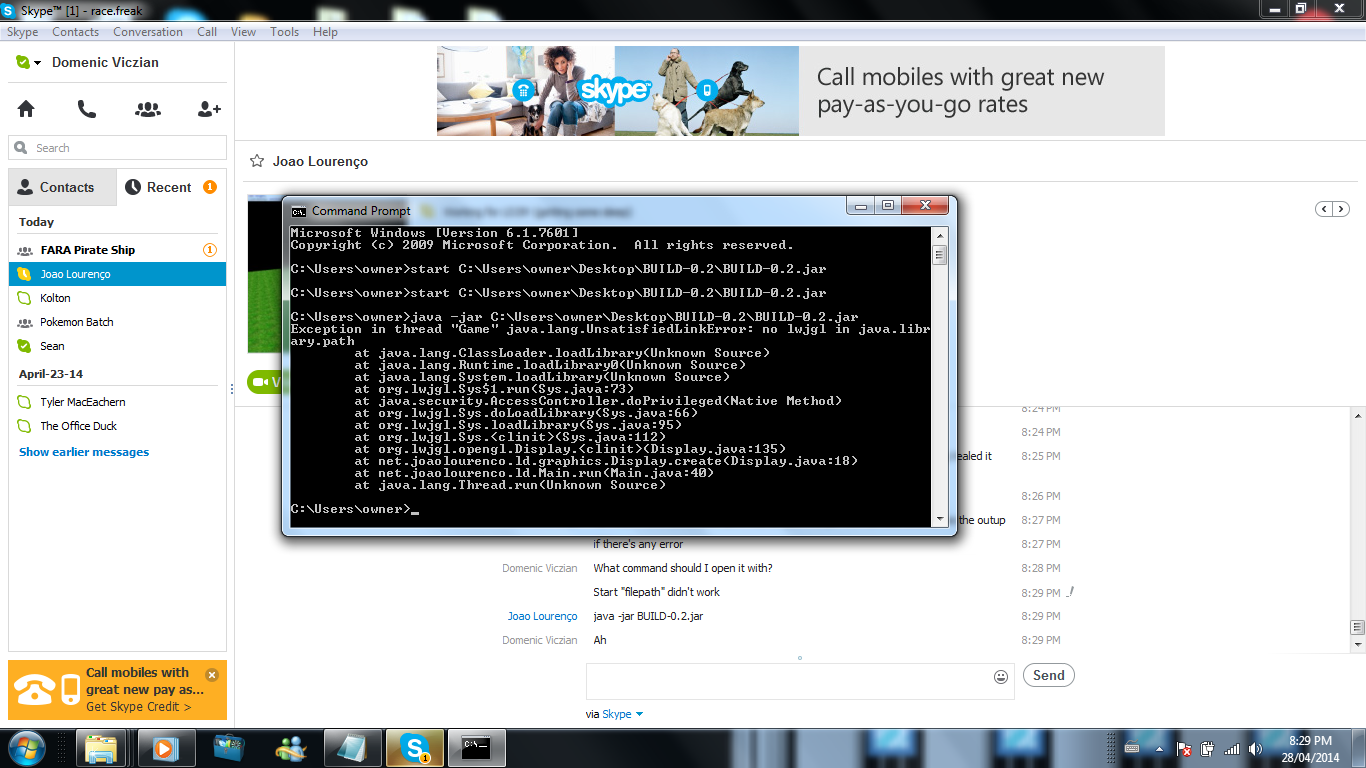 Skype™ [1] - race.freak
Skype Contacts Conversation Call View Tools Help
Domenic Viczian
Search
Contacts
Recent 1
Today
FARA Pirate Ship 1
Joao Lourenço
Kolton
Pokemon Batch
Sean
April-23-14
Tyler MacEachern
The Office Duck
Show earlier messages
Call mobiles with
great new pay as...
Get Skype Credit >
skype
Call mobiles with great new
pay-as-you-go rates
Joao Lourenço
Command Prompt
Microsoft Windows [Version 6.1.7601]
Copyright (c) 2009 Microsoft Corporation. All rights reserved.
C:\Users\owner>start C:\Users\owner\Desktop\BUILD-0.2\BUILD-0.2.jar
C:\Users\owner>start C:\Users\owner\Desktop\BUILD-0.2\BUILD-0.2.jar
C:\Users\owner>java -jar C:\Users\owner\Desktop\BUILD-0.2\BUILD-0.2.jar
Exception in thread "Game" java.lang.UnsatisfiedLinkError: no lwjgl in java.libr
ary.path
at java.lang.ClassLoader.loadLibrary(Unknown Source)
at java.lang.Runtime.loadLibrary0(Unknown Source)
at java.lang.System.loadLibrary(Unknown Source)
at org.lwjgl.Sys$1.run(Sys.java:73)
at java.security.AccessController.doPrivileged(Native Method)
at org.lwjgl.Sys.doLoadLibrary(Sys.java:66)
at org.lwjgl.Sys.loadLibrary(Sys.java:95)
at org.lwjgl.Sys.<clinit>(Sys.java:112)
at org.lwjgl.opengl.Display.<clinit>(Display.java:135)
at net.joaolourenco.ld.graphics.Display.create(Display.java:18)
at net.joaolourenco.ld.Main.run(Main.java:40)
at java.lang.Thread.run(Unknown Source)
C:\Users\owner>_
8:24 PM
8:24 PM
ealed it 8:25 PM
8:26 PM
the outup 8:27 PM
if there's any error 8:27 PM
Domenic Viczian What command should I open it with? 8:28 PM
Start "filepath" didn't work 8:29 PM
Joao Lourenço java -jar BUILD-0.2.jar 8:29 PM
Domenic Viczian Ah 8:29 PM
Send
via Skype
8:29 PM
28/04/2014